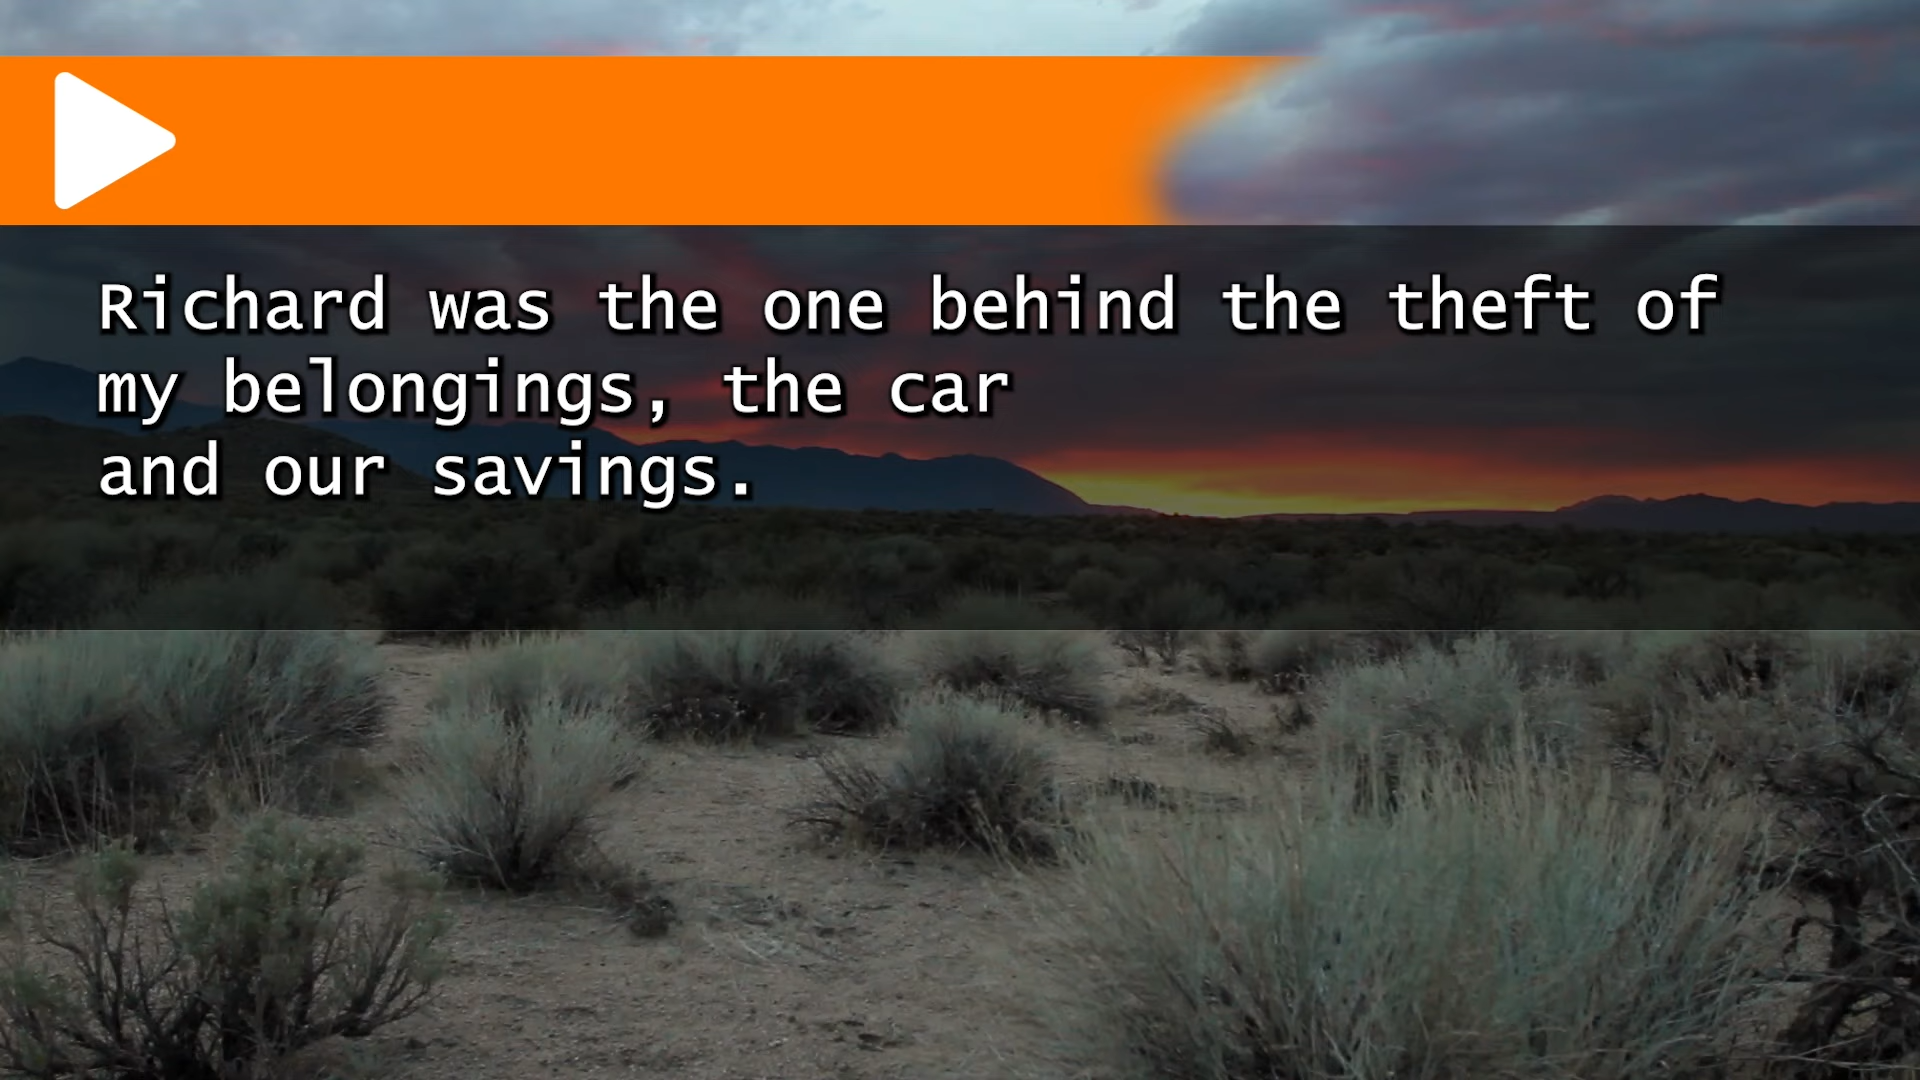 Richard was the one behind the theft of
my belongings, the car
and our savings.